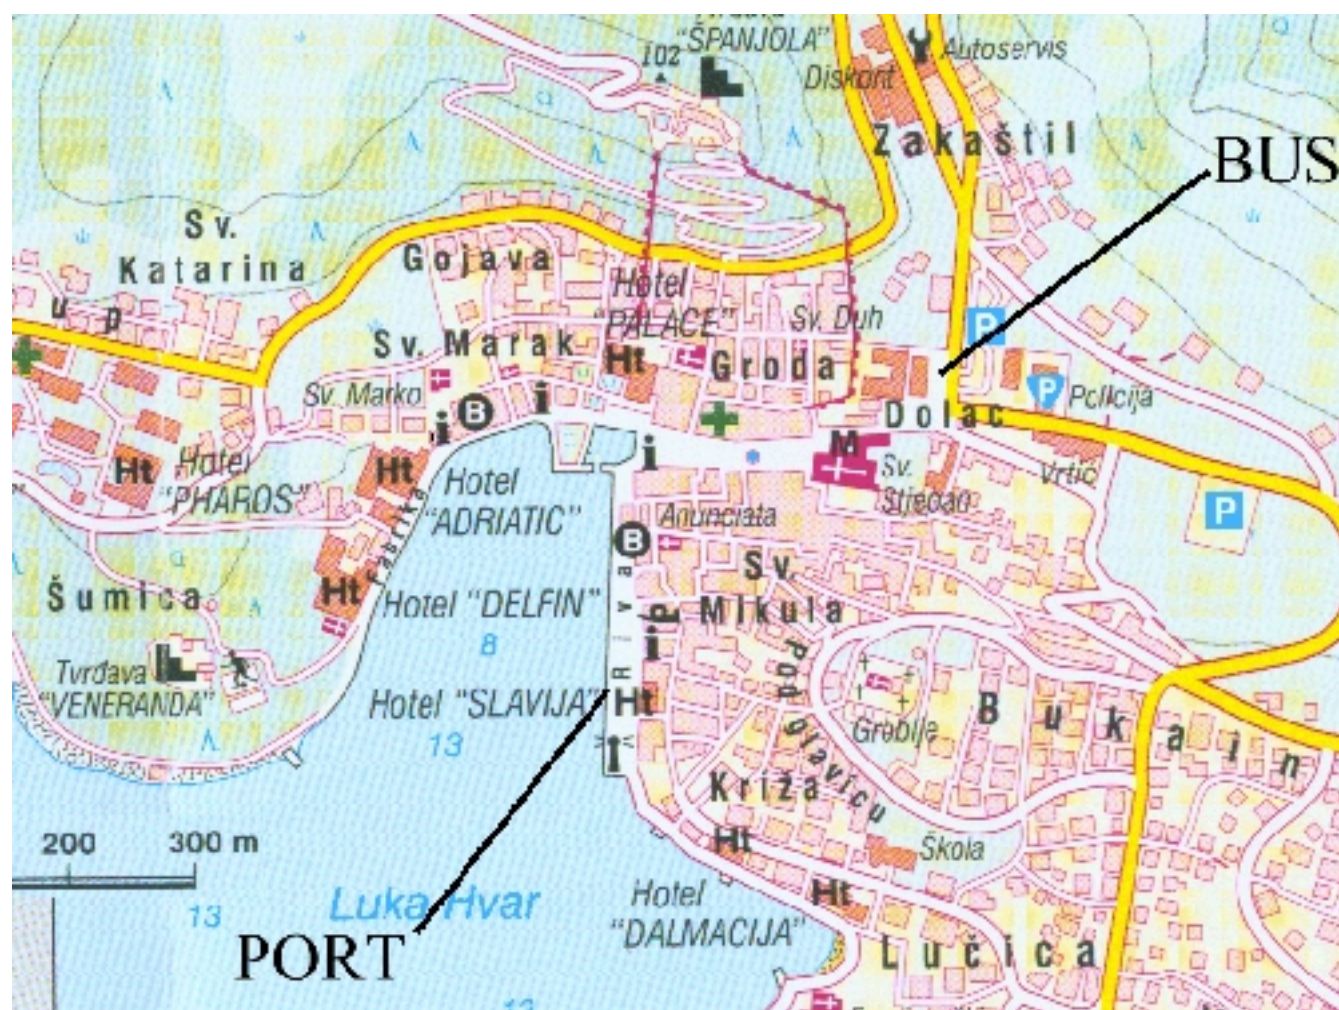 102
"ŠPANJOLA"
Autoservis
Diskont
Zakaštil
BUS
Sv.
Katarina
Gojava
Hotel
"PALACE"
Sv. Duh
P
up
Sv. Marak
Ht
Groda
Sv. Marko
P
Policija
i
B
i
Dolac
M
i
Ht
Hotel
"PHAROS"
Ht
Hotel
"ADRIATIC"
Fabrika
Sv.
Stjepan
Vrtić
P
Anunciata
B
Sv.
Mikula
Riva
P
i
Šumica
Ht
Hotel "DELFIN"
8
Tvrđava
"VENERANDA"
Hotel "SLAVIJA"
Ht
13
Pod glavicu
Groblje
Bukain
Križa
Ht
Škola
200
300 m
Ht
13
Luka Hvar
Hotel
"DALMACIJA"
PORT
Lučica